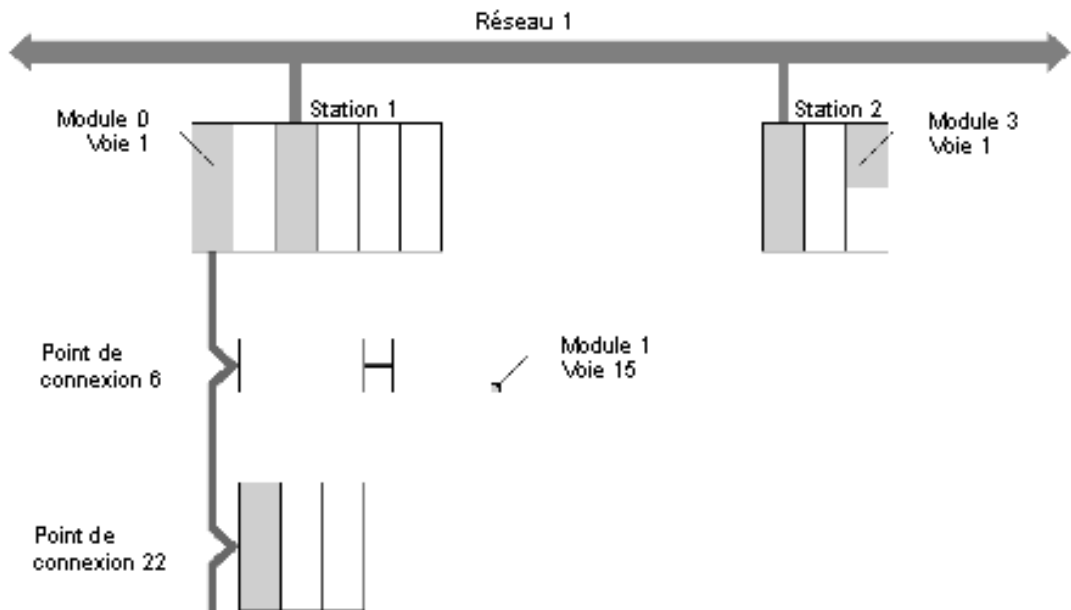 Réseau 1
Module 0
Voie 1
Station 1
Station 2
Module 3
Voie 1
Point de
connexion 6
Module 1
Voie 15
Point de
connexion 22